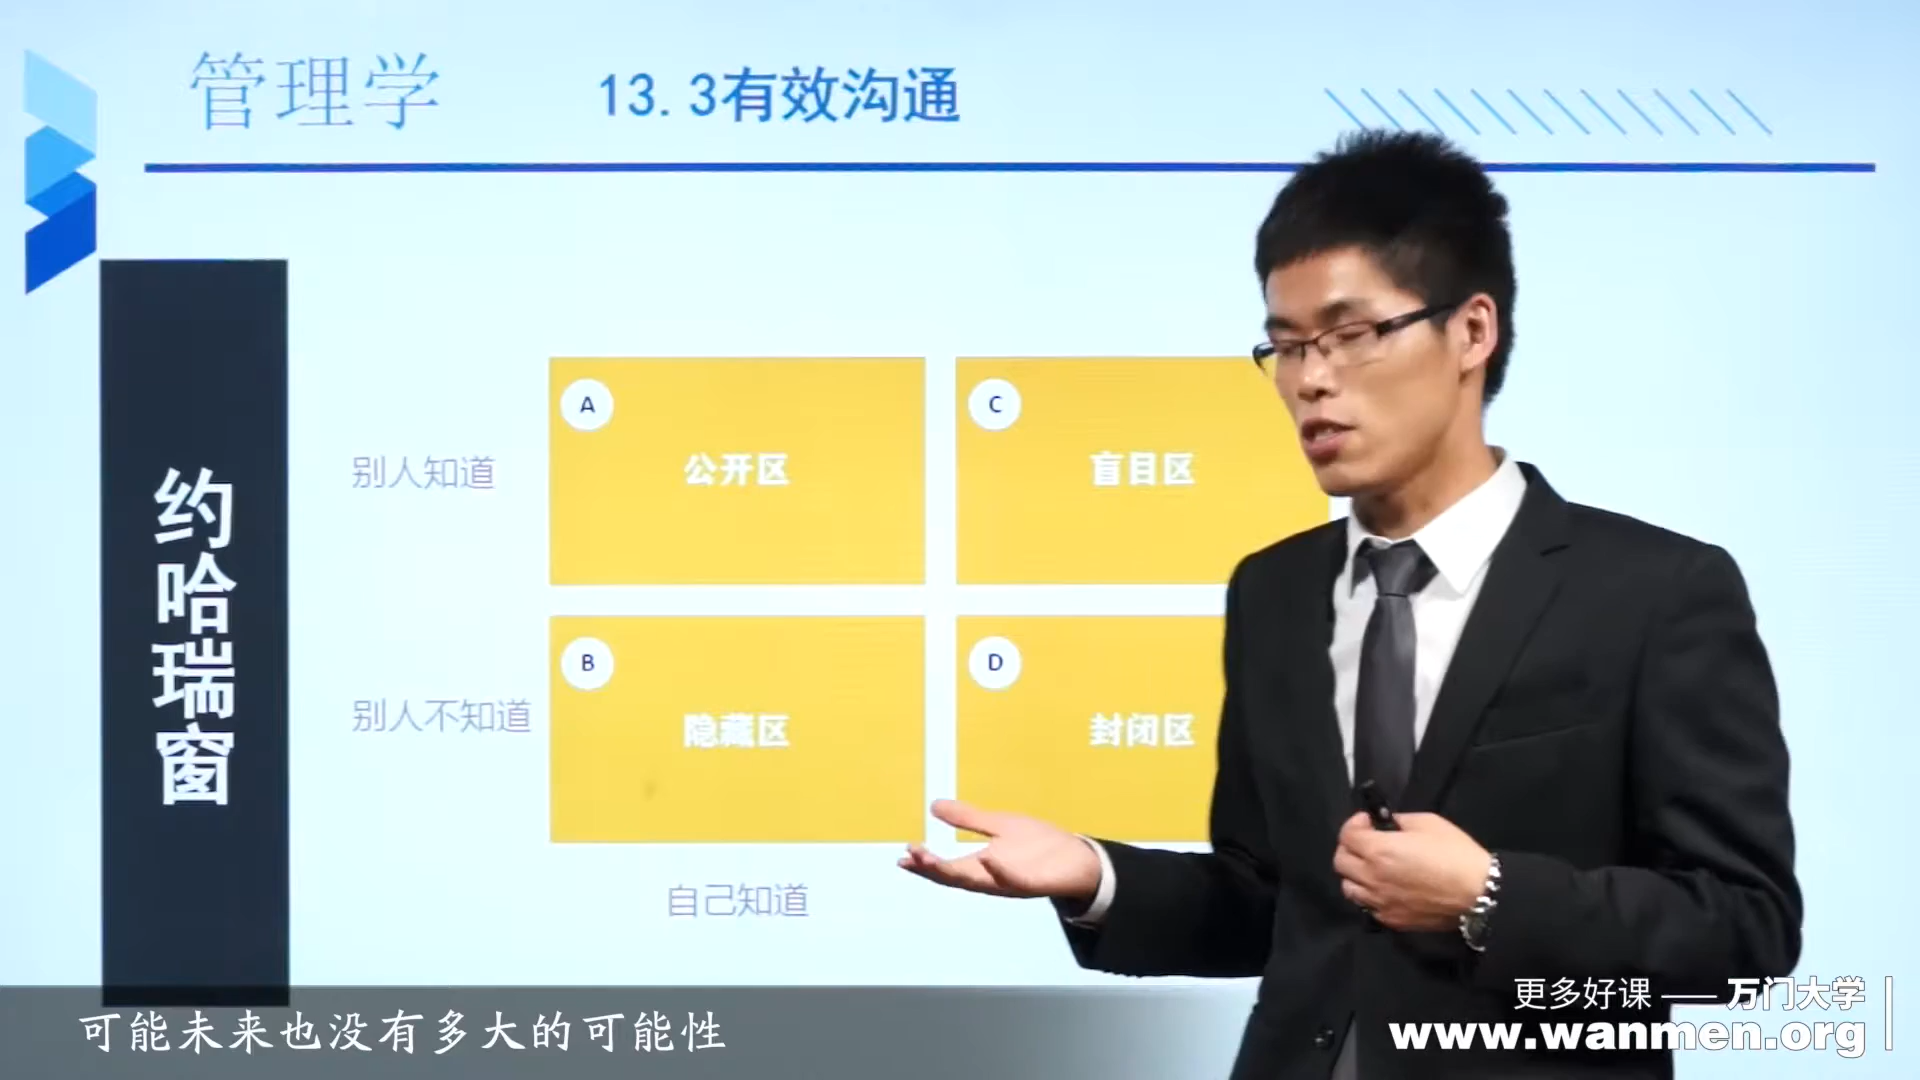 管理学
13.3有效沟通
约哈瑞窗
别人知道
A
公开区
C
盲目区
别人不知道
B
隐藏区
D
封闭区
自己知道
可能未来也没有多大的可能性
更多好课 —— 万门大学
www.wanmen.org